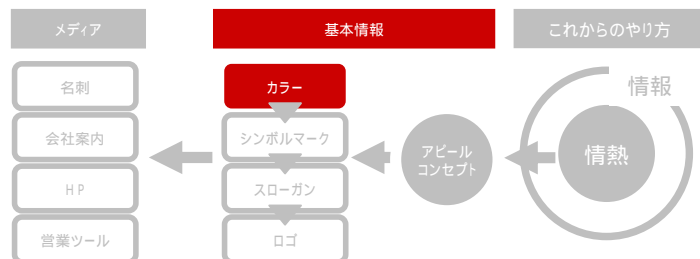 メディア
基本情報
これからのやり方
名刺
カラー
情報
会社案内
シンボルマーク
アピール
コンセプト
情熱
HP
スローガン
営業ツール
ロゴ